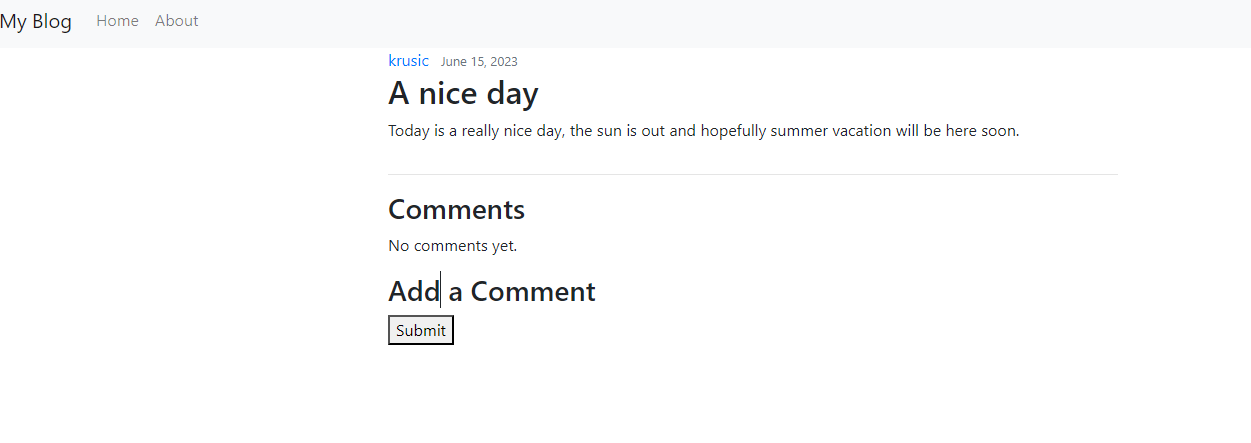 My Blog Home About
krusic June 15, 2023
A nice day
Today is a really nice day, the sun is out and hopefully summer vacation will be here soon.
Comments
No comments yet.
Add a Comment
Submit